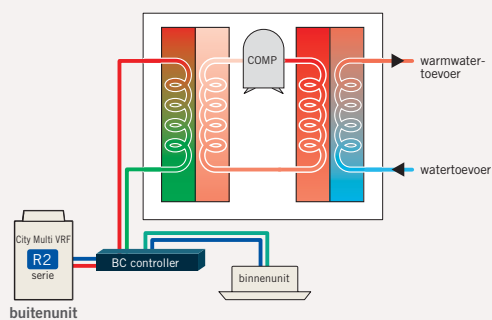 COMP
warmwater-
toevoer
watertoevoer
City Multi VRF
R2
serie
BC controller
binnenunit
buitenunit